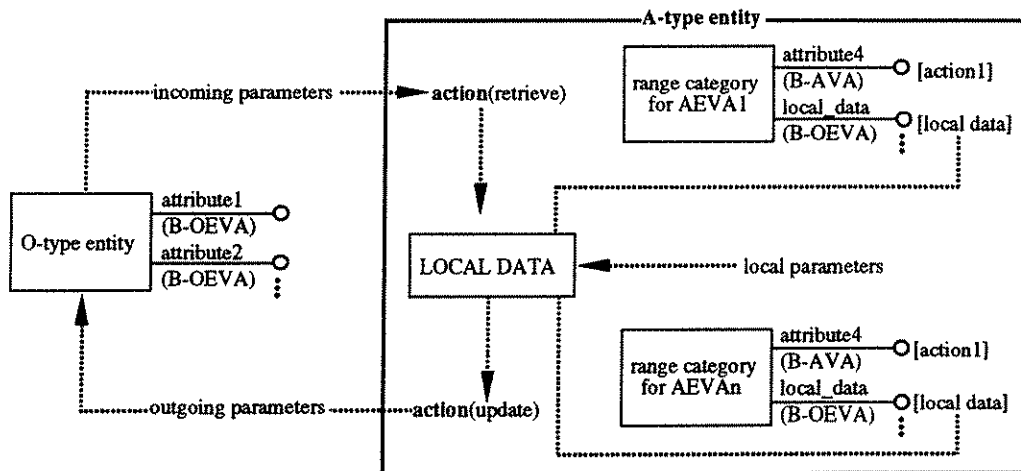 A-type entity
attribute4
(B-AVA)
[action1]
range category
for AEVA1
local_data
(B-OEVA)
[local data]
incoming parameters
action(retrieve)
O-type entity
attribute1
(B-OEVA)
attribute2
(B-OEVA)
LOCAL DATA
local parameters
attribute4
(B-AVA)
[action1]
range category
for AEVAn
local_data
(B-OEVA)
[local data]
outgoing parameters
action(update)